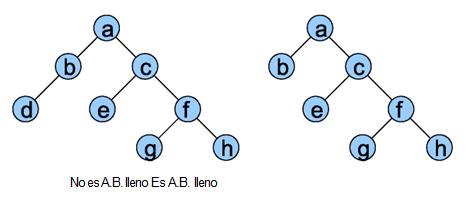 a a
b c b c
d e f e f
g h g h
No es A.B. lleno Es A.B. lleno